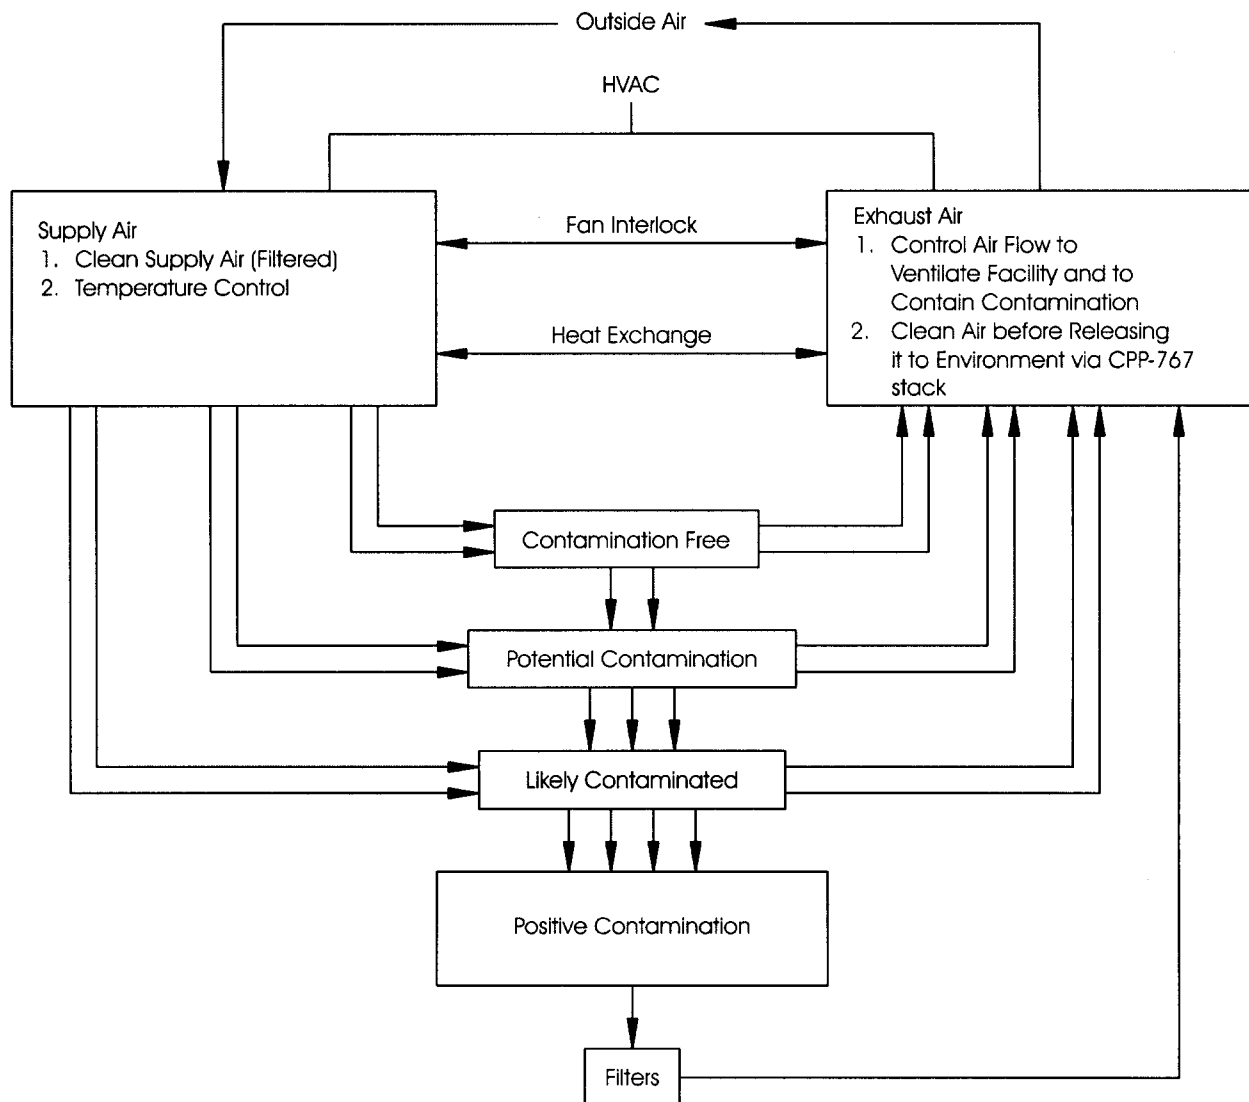 Outside Air
HVAC
Supply Air
1. Clean Supply Air (Filtered)
2. Temperature Control
Fan Interlock
Heat Exchange
Exhaust Air
1. Control Air Flow to
Ventilate Facility and to
Contain Contamination
2. Clean Air before Releasing
it to Environment via CPP-767
stack
Contamination Free
Potential Contamination
Likely Contaminated
Positive Contamination
Filters